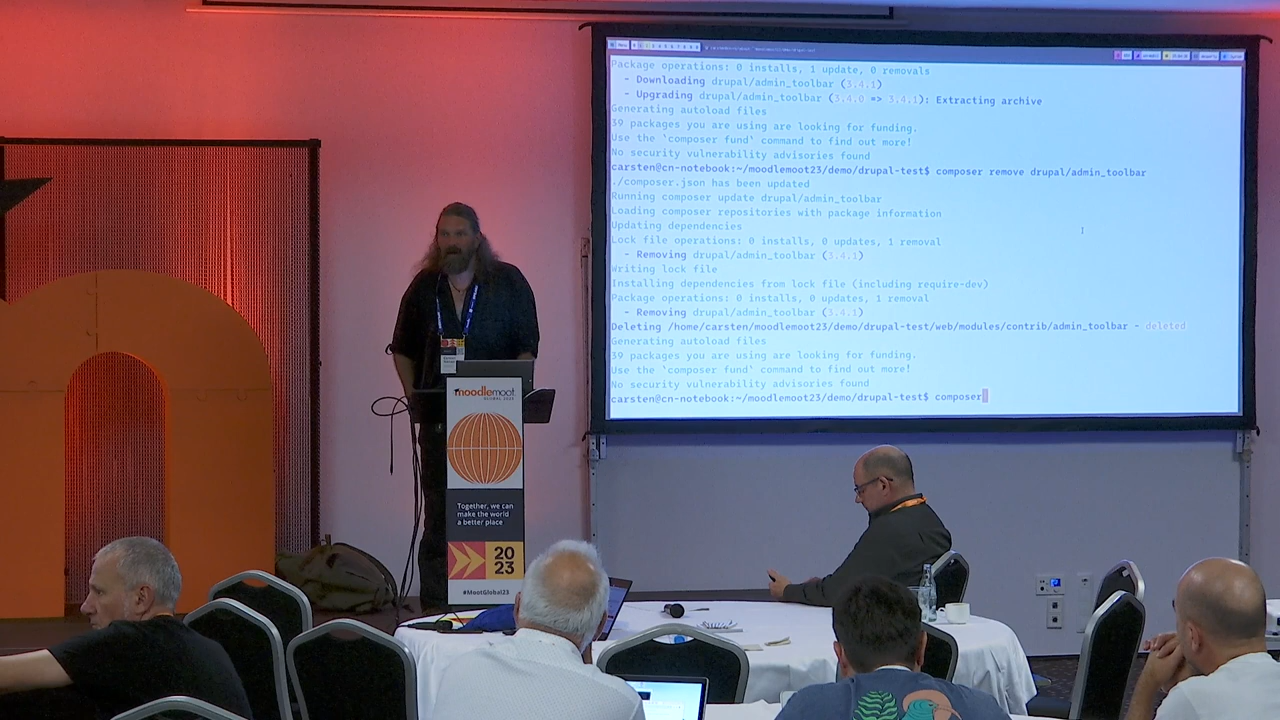 Package operations: 0 installs, 1 update, 0 removals
- Downloading drupal/admin_toolbar (3.4.1)
- Upgrading drupal/admin_toolbar (3.4.0 => 3.4.1): Extracting archive
Generating autoload files
39 packages you are using are looking for funding.
Use the `composer fund` command to find out more!
No security vulnerability advisories found
carsten@cn-notebook:~/moodlemoot23/demo/drupal-test$ composer remove drupal/admin_toolbar
./composer.json has been updated
Running composer update drupal/admin_toolbar
Loading composer repositories with package information
Updating dependencies
Lock file operations: 0 installs, 0 updates, 1 removal
- Removing drupal/admin_toolbar (3.4.1)
Writing lock file
Installing dependencies from lock file (including require-dev)
Package operations: 0 installs, 0 updates, 1 removal
- Removing drupal/admin_toolbar (3.4.1)
Deleting /home/carsten/moodlemoot23/demo/drupal-test/web/modules/contrib/admin_toolbar - deleted
Generating autoload files
39 packages you are using are looking for funding.
Use the `composer fund` command to find out more!
No security vulnerability advisories found
carsten@cn-notebook:~/moodlemoot23/demo/drupal-test$ composer
moodlemoot
GLOBAL 2023
Together, we can
make the world
a better place
20
23
#MootGlobal23